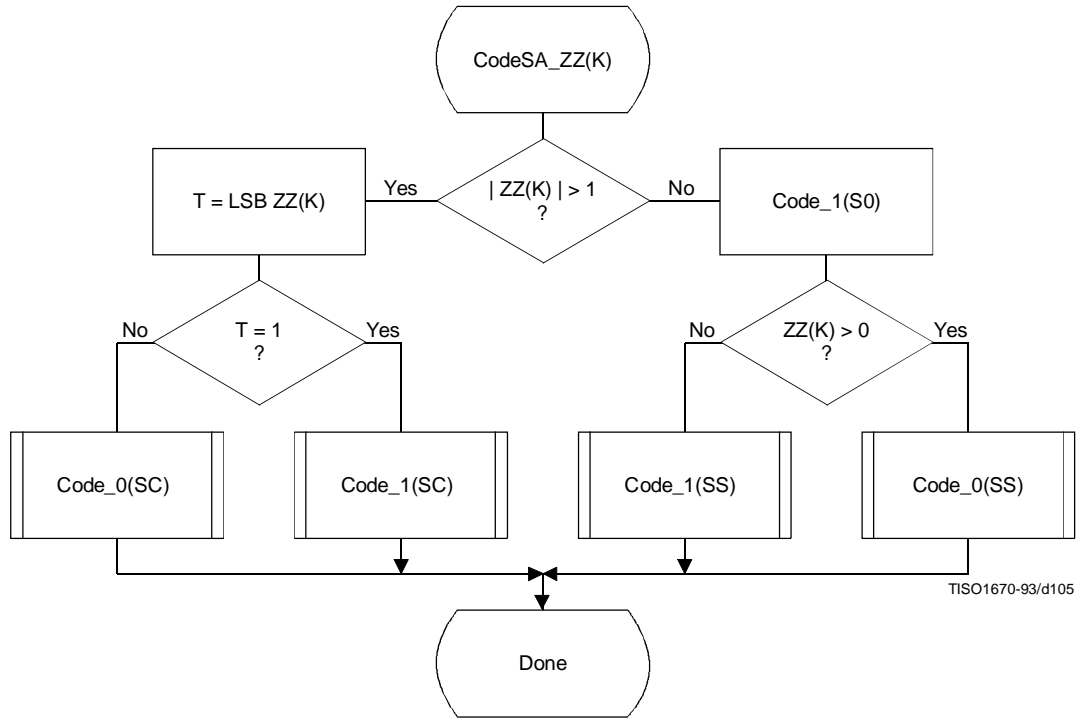 CodeSA_ZZ(K)
T = LSB ZZ(K)
Yes
| ZZ(K) | > 1
?
No
Code_1(S0)
No
T = 1
?
Yes
No
ZZ(K) > 0
?
Yes
Code_0(SC)
Code_1(SC)
Code_1(SS)
Code_0(SS)
TISO1670-93/d105
Done